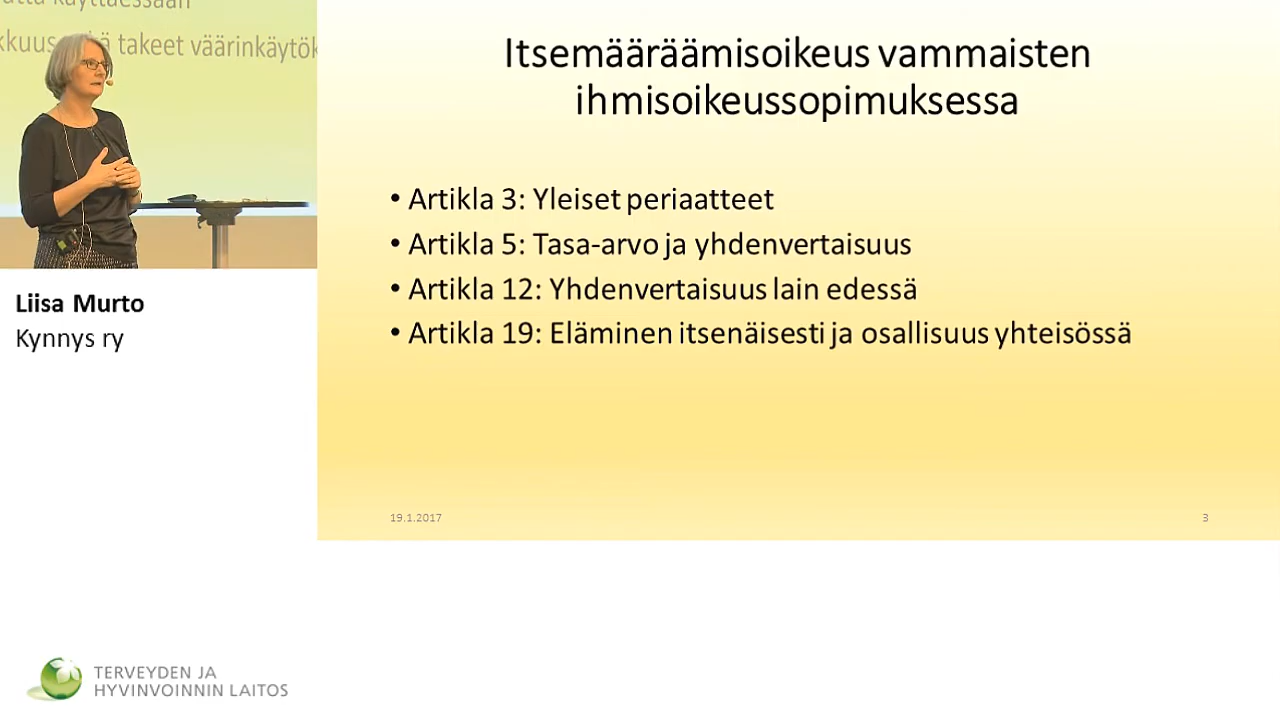 kkuus
takeet väärinkäytök
Itsemääräämisoikeus vammaisten
ihmisoikeussopimuksessa
• Artikla 3: Yleiset periaatteet
• Artikla 5: Tasa-arvo ja yhdenvertaisuus
• Artikla 12: Yhdenvertaisuus lain edessä
• Artikla 19: Eläminen itsenäisesti ja osallisuus yhteisössä
19.1.2017
3
Liisa Murto
Kynnys ry
TERVEYDEN JA
HYVINVOINNIN LAITOS